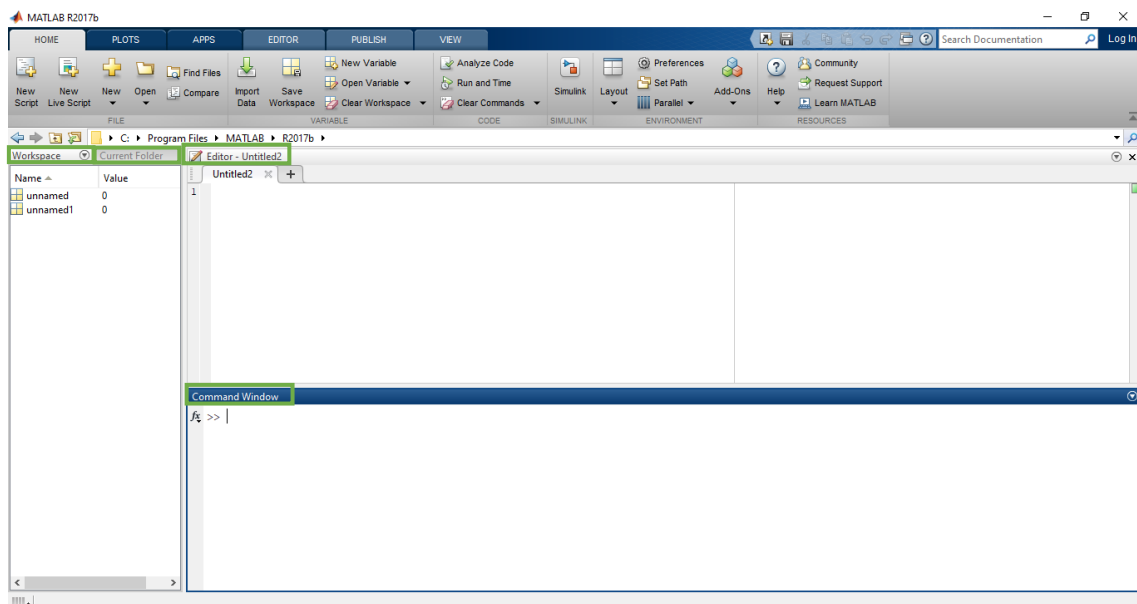 MATLAB R2017b
HOME PLOTS APPS EDITOR PUBLISH VIEW
Search Documentation
Log In
New Script
New Live Script
New
Open
Find Files
Compare
FILE
Import Data
Save Workspace
New Variable
Open Variable
Clear Workspace
VARIABLE
Analyze Code
Run and Time
Clear Commands
CODE
Simulink
SIMULINK
Layout
Preferences
Set Path
Parallel
Add-Ons
ENVIRONMENT
Help
Community
Request Support
Learn MATLAB
RESOURCES
C: Program Files MATLAB R2017b
Workspace Current Folder
Name Value
unnamed 0
unnamed1 0
Editor - Untitled2
Untitled2 +
1
Command Window
fx >>